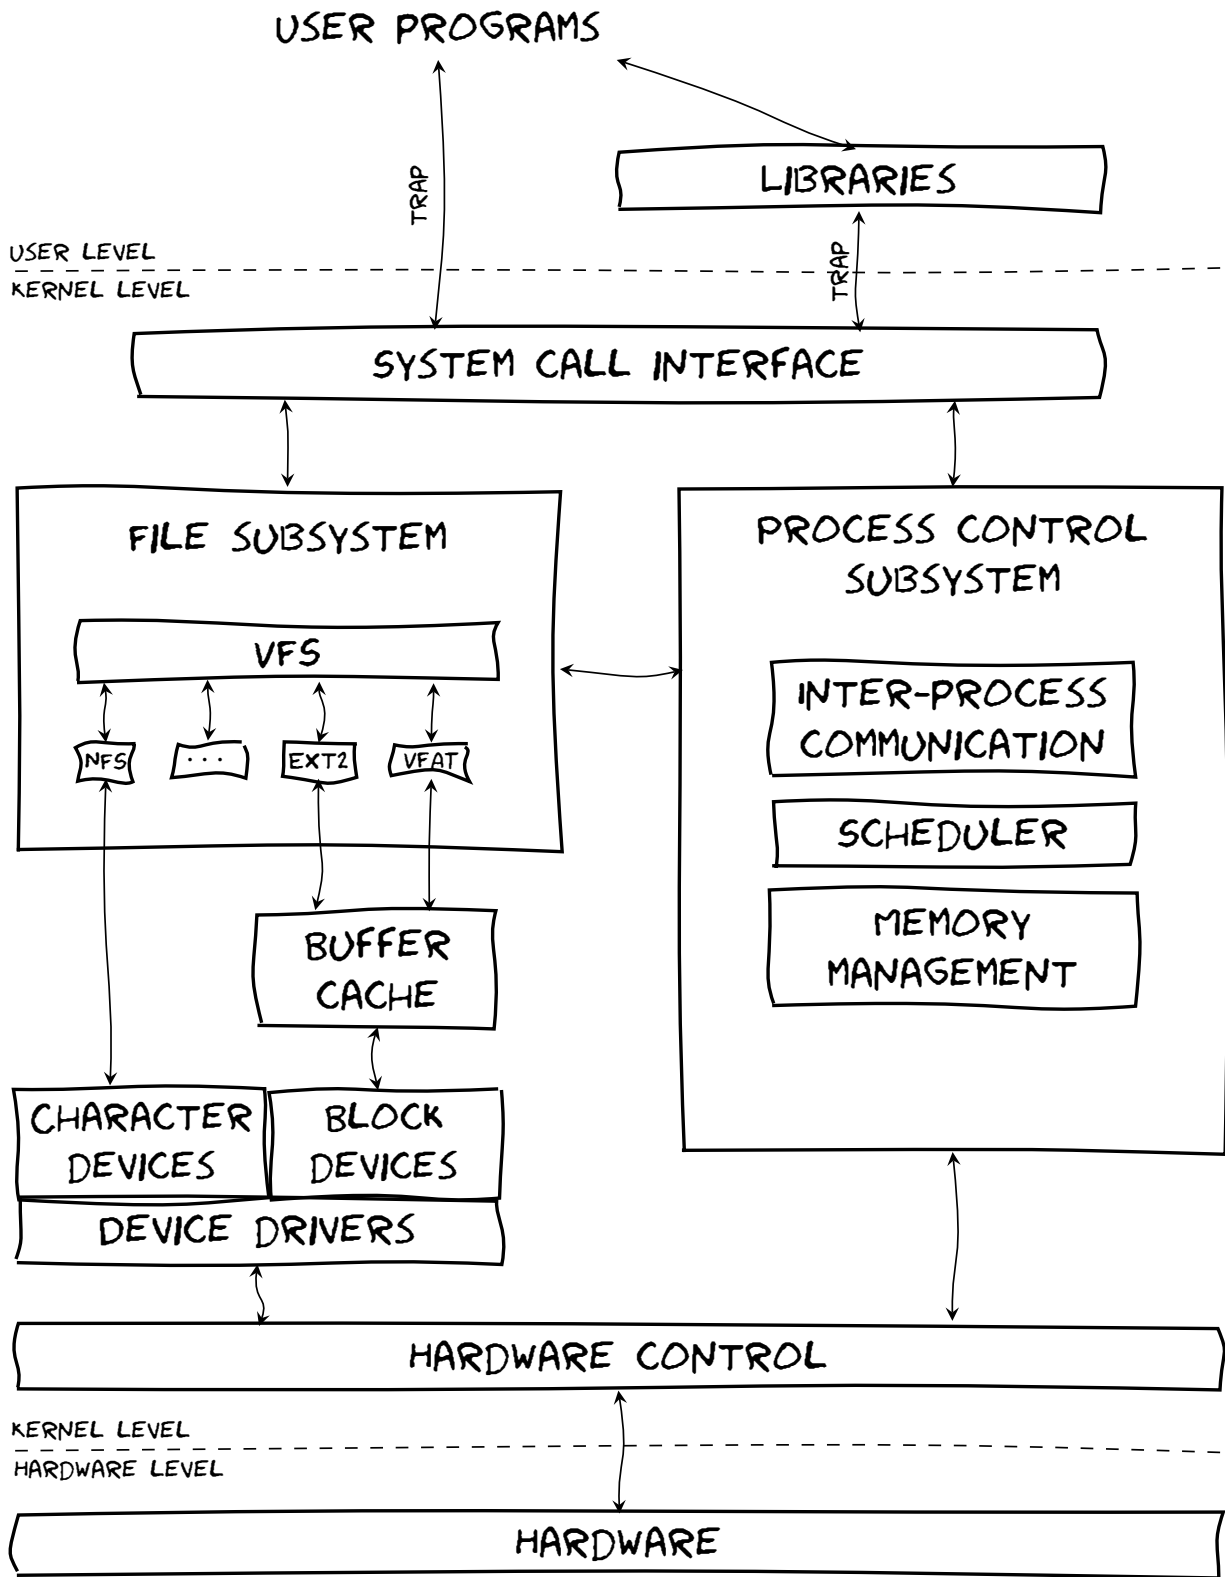 USER PROGRAMS
TRAP
LIBRARIES
TRAP
USER LEVEL
KERNEL LEVEL
SYSTEM CALL INTERFACE
FILE SUBSYSTEM
VFS
NFS
...
EXT2
VFAT
BUFFER
CACHE
CHARACTER
DEVICES
BLOCK
DEVICES
DEVICE DRIVERS
PROCESS CONTROL
SUBSYSTEM
INTER-PROCESS
COMMUNICATION
SCHEDULER
MEMORY
MANAGEMENT
HARDWARE CONTROL
KERNEL LEVEL
HARDWARE LEVEL
HARDWARE